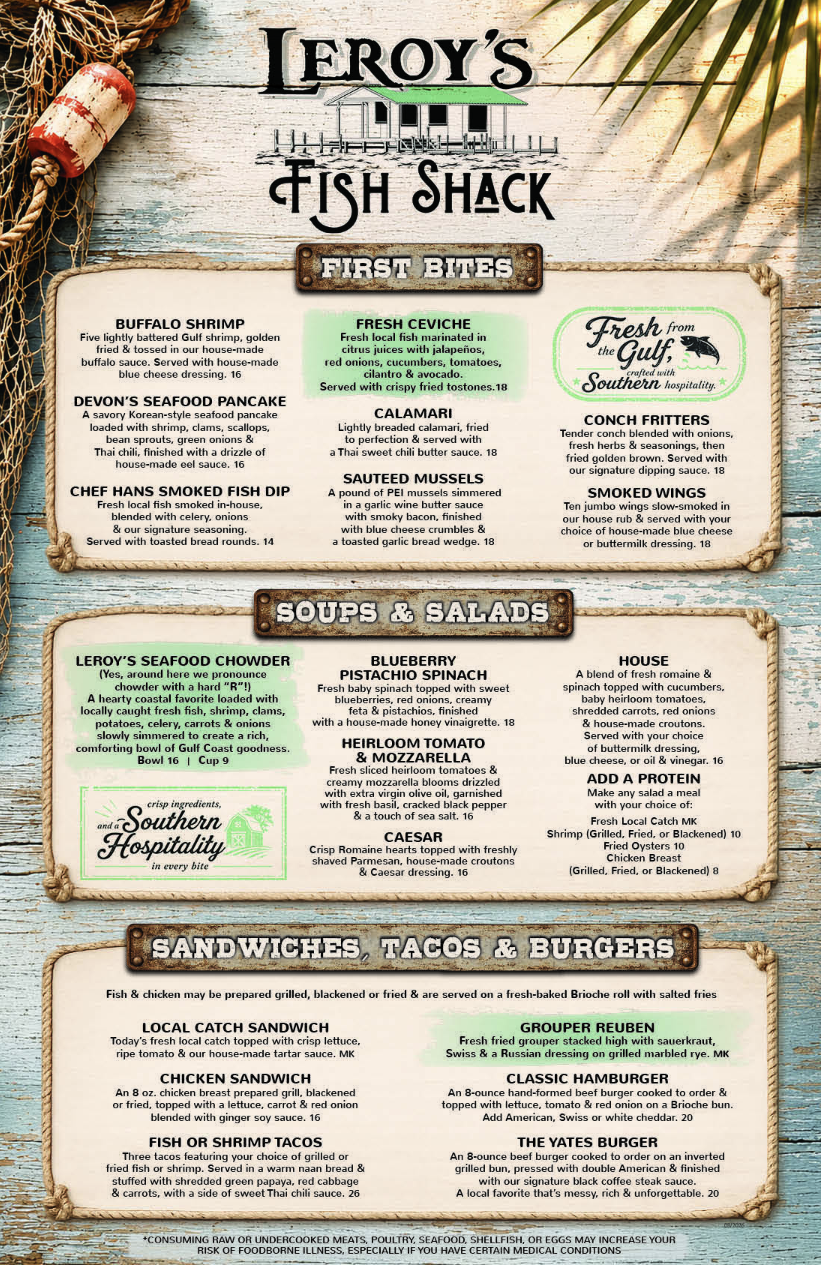 LEROY'S
FISH SHACK
FIRST BITES
BUFFALO SHRIMP
Five lightly battered Gulf shrimp, golden
fried & tossed in our house-made
buffalo sauce. Served with house-made
blue cheese dressing. 16
DEVON'S SEAFOOD PANCAKE
A savory Korean-style seafood pancake
loaded with shrimp, clams, scallops,
bean sprouts, green onions &
Thai chili, finished with a drizzle of
house-made eel sauce. 16
CHEF HANS SMOKED FISH DIP
Fresh local fish smoked in-house,
blended with celery, onions
& our signature seasoning.
Served with toasted bread rounds. 14
FRESH CEVICHE
Fresh local fish marinated in
citrus juices with jalapeños,
red onions, cucumbers, tomatoes,
cilantro & avocado.
Served with crispy fried tostones.18
CALAMARI
Lightly breaded calamari, fried
to perfection & served with
a Thai sweet chili butter sauce. 18
SAUTEED MUSSELS
A pound of PEI mussels simmered
in a garlic wine butter sauce
with smoky bacon, finished
with blue cheese crumbles &
a toasted garlic bread wedge. 18
Fresh from
the Gulf,
crafted with
Southern hospitality.
CONCH FRITTERS
Tender conch blended with onions,
fresh herbs & seasonings, then
fried golden brown. Served with
our signature dipping sauce. 18
SMOKED WINGS
Ten jumbo wings slow-smoked in
our house rub & served with your
choice of house-made blue cheese
or buttermilk dressing. 18
SOUPS & SALADS
LEROY'S SEAFOOD CHOWDER
(Yes, around here we pronounce
chowder with a hard "R"!)
A hearty coastal favorite loaded with
locally caught fresh fish, shrimp, clams,
potatoes, celery, carrots & onions
slowly simmered to create a rich,
comforting bowl of Gulf Coast goodness.
Bowl 16 | Cup 9
crisp ingredients,
and a Southern
Hospitality
in every bite
BLUEBERRY
PISTACHIO SPINACH
Fresh baby spinach topped with sweet
blueberries, red onions, creamy
feta & pistachios, finished
with a house-made honey vinaigrette. 18
HEIRLOOM TOMATO
& MOZZARELLA
Fresh sliced heirloom tomatoes &
creamy mozzarella blooms drizzled
with extra virgin olive oil, garnished
with fresh basil, cracked black pepper
& a touch of sea salt. 16
CAESAR
Crisp Romaine hearts topped with freshly
shaved Parmesan, house-made croutons
& Caesar dressing. 16
HOUSE
A blend of fresh romaine &
spinach topped with cucumbers,
baby heirloom tomatoes,
shredded carrots, red onions
& house-made croutons.
Served with your choice
of buttermilk dressing,
blue cheese, or oil & vinegar. 16
ADD A PROTEIN
Make any salad a meal
with your choice of:
Fresh Local Catch MK
Shrimp (Grilled, Fried, or Blackened) 10
Fried Oysters 10
Chicken Breast
(Grilled, Fried, or Blackened) 8
SANDWICHES, TACOS & BURGERS
Fish & chicken may be prepared grilled, blackened or fried & are served on a fresh-baked Brioche roll with salted fries
LOCAL CATCH SANDWICH
Today's fresh local catch topped with crisp lettuce,
ripe tomato & our house-made tartar sauce. MK
CHICKEN SANDWICH
An 8 oz. chicken breast prepared grill, blackened
or fried, topped with a lettuce, carrot & red onion
blended with ginger soy sauce. 16
FISH OR SHRIMP TACOS
Three tacos featuring your choice of grilled or
fried fish or shrimp. Served in a warm naan bread &
stuffed with shredded green papaya, red cabbage
& carrots, with a side of sweet Thai chili sauce. 26
GROUPER REUBEN
Fresh fried grouper stacked high with sauerkraut,
Swiss & a Russian dressing on grilled marbled rye. MK
CLASSIC HAMBURGER
An 8-ounce hand-formed beef burger cooked to order &
topped with lettuce, tomato & red onion on a Brioche bun.
Add American, Swiss or white cheddar. 20
THE YATES BURGER
An 8-ounce beef burger cooked to order on an inverted
grilled bun, pressed with double American & finished
with our signature black coffee steak sauce.
A local favorite that's messy, rich & unforgettable. 20
*CONSUMING RAW OR UNDERCOOKED MEATS, POULTRY, SEAFOOD, SHELLFISH, OR EGGS MAY INCREASE YOUR
RISK OF FOODBORNE ILLNESS, ESPECIALLY IF YOU HAVE CERTAIN MEDICAL CONDITIONS